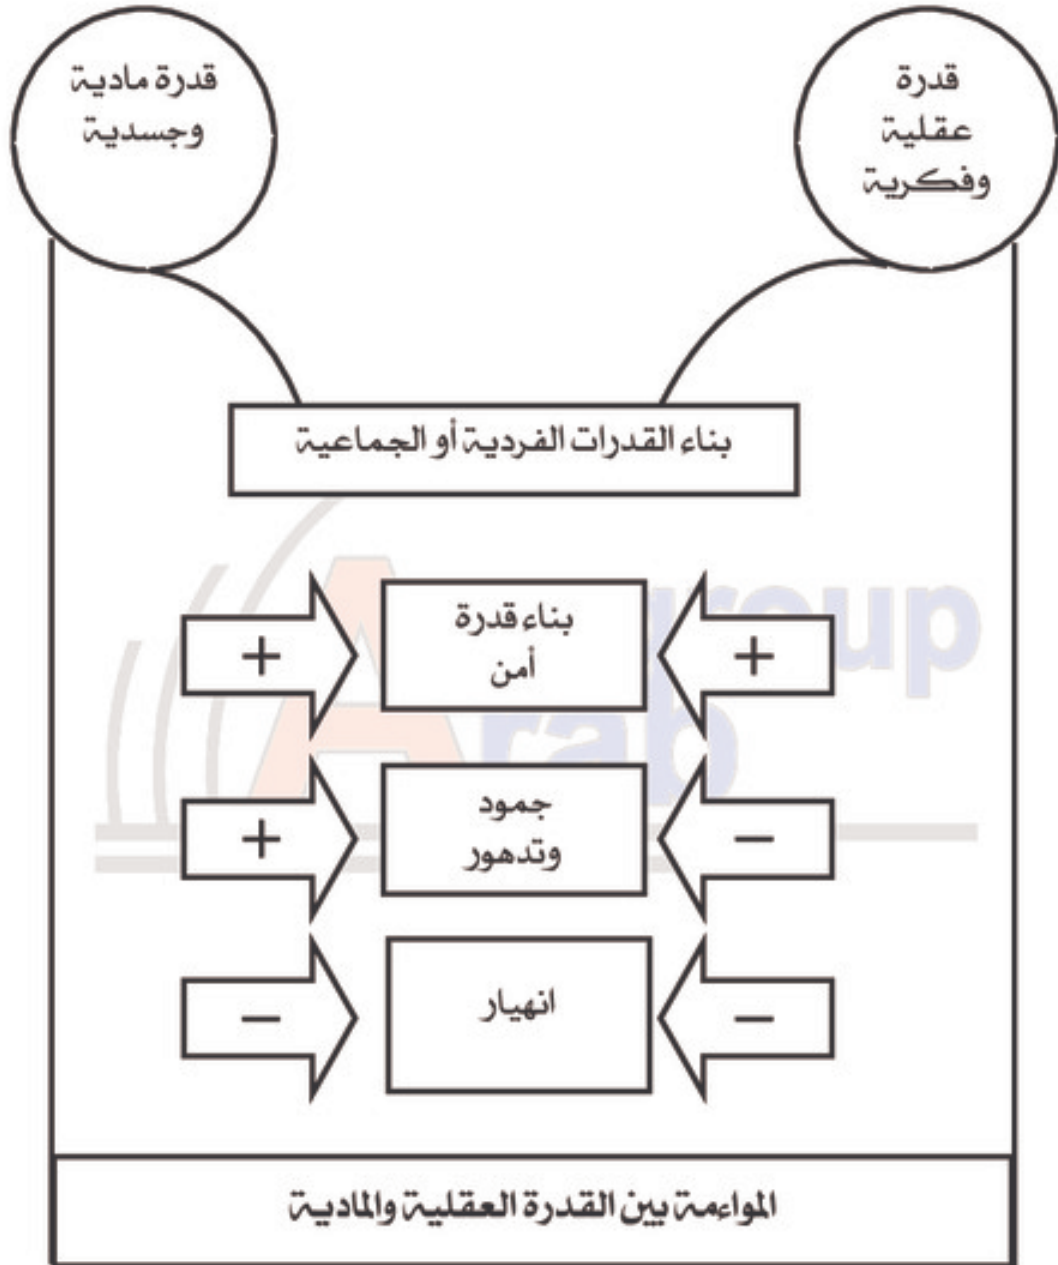 قدرة
عقلية
وفكرية
قدرة مادية
وجسدية
بناء القدرات الفردية أو الجماعية
+
بناء قدرة
أمن
+
–
جمود
وتدهور
+
–
انهيار
–
المواءمة بين القدرة العقلية والمادية
Arab group